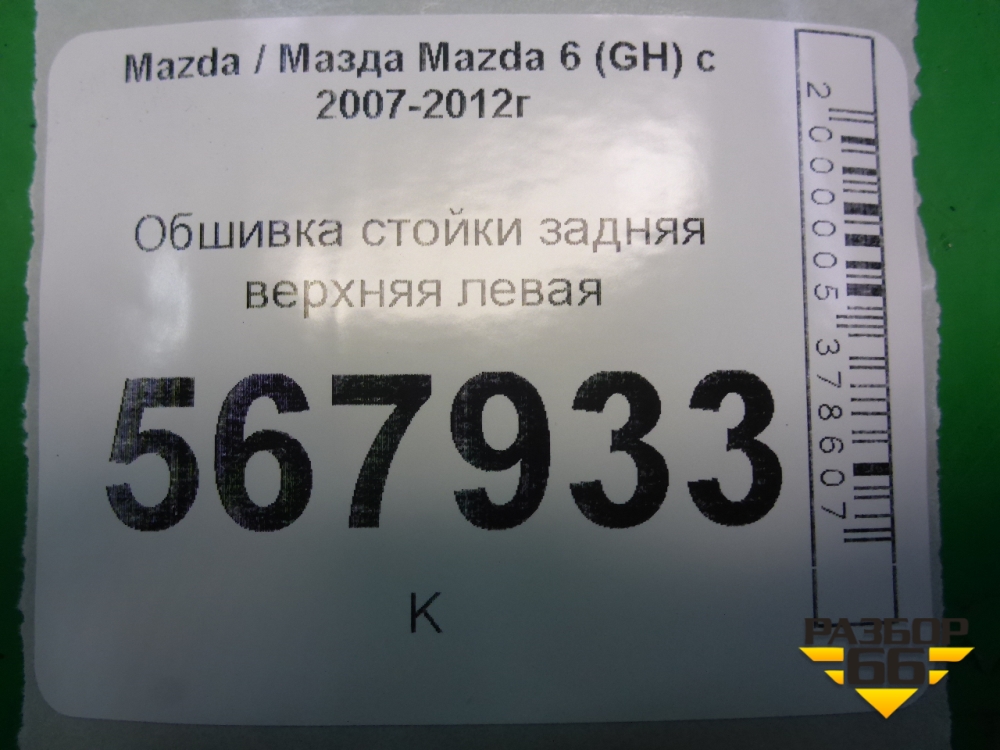 Mazda / Мазда Mazda 6 (GH) с
2007-2012г
Обшивка стойки задняя
верхняя левая
567933
К
2000005378607
РАЗБОР
66